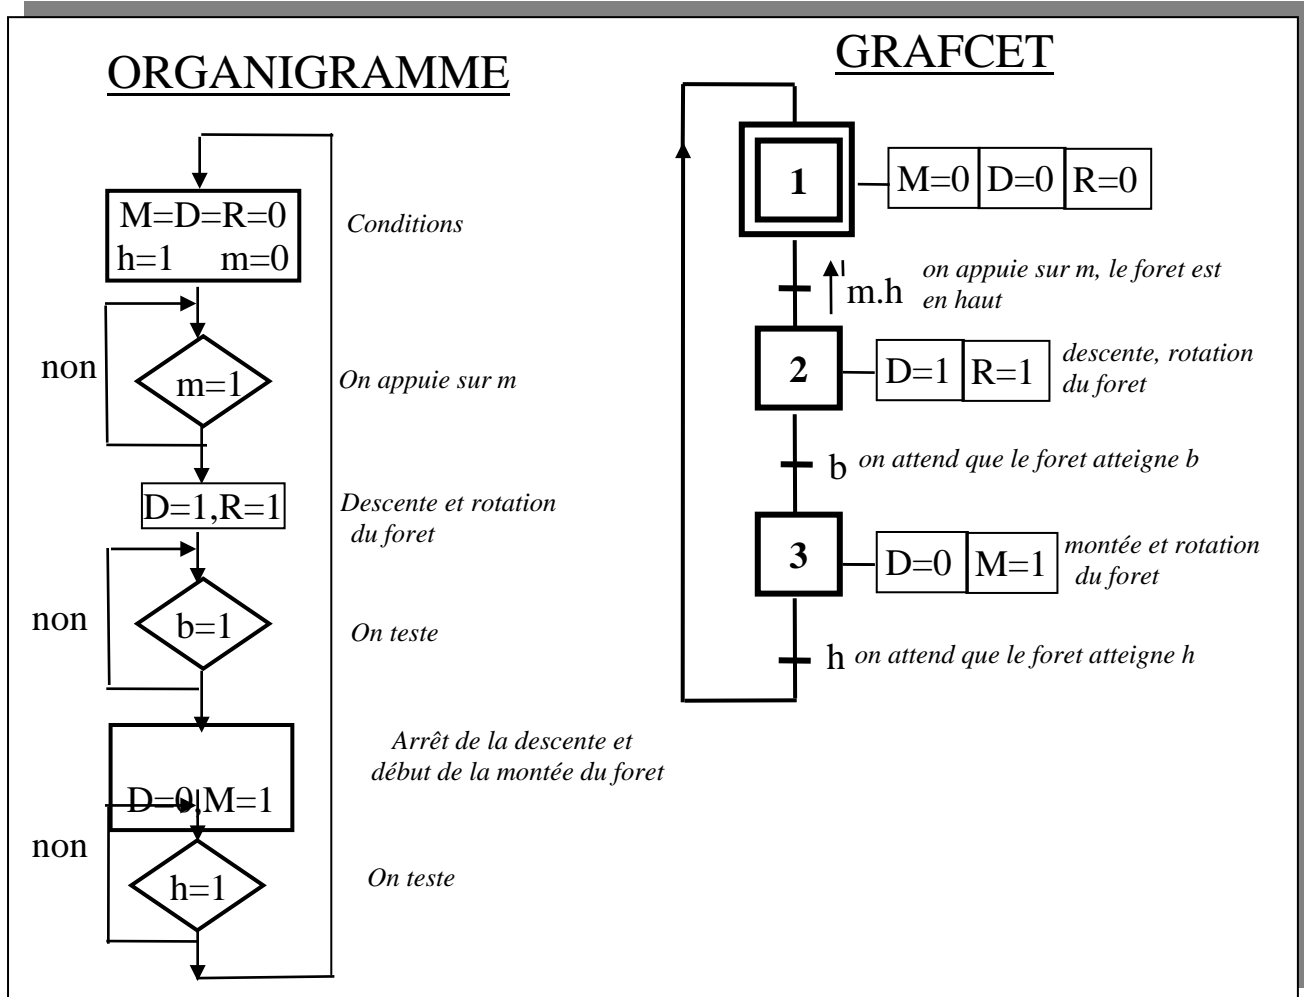 ORGANIGRAMME
M=D=R=0
h=1 m=0
Conditions
non
m=1
On appuie sur m
D=1,R=1
Descente et rotation
du foret
non
b=1
On teste
D=0,M=1
Arrêt de la descente et
début de la montée du foret
non
h=1
On teste
GRAFCET
1
M=0 D=0 R=0
m.h
on appuie sur m, le foret est
en haut
2
D=1 R=1
descente, rotation
du foret
b on attend que le foret atteigne b
3
D=0 M=1
montée et rotation
du foret
h on attend que le foret atteigne h